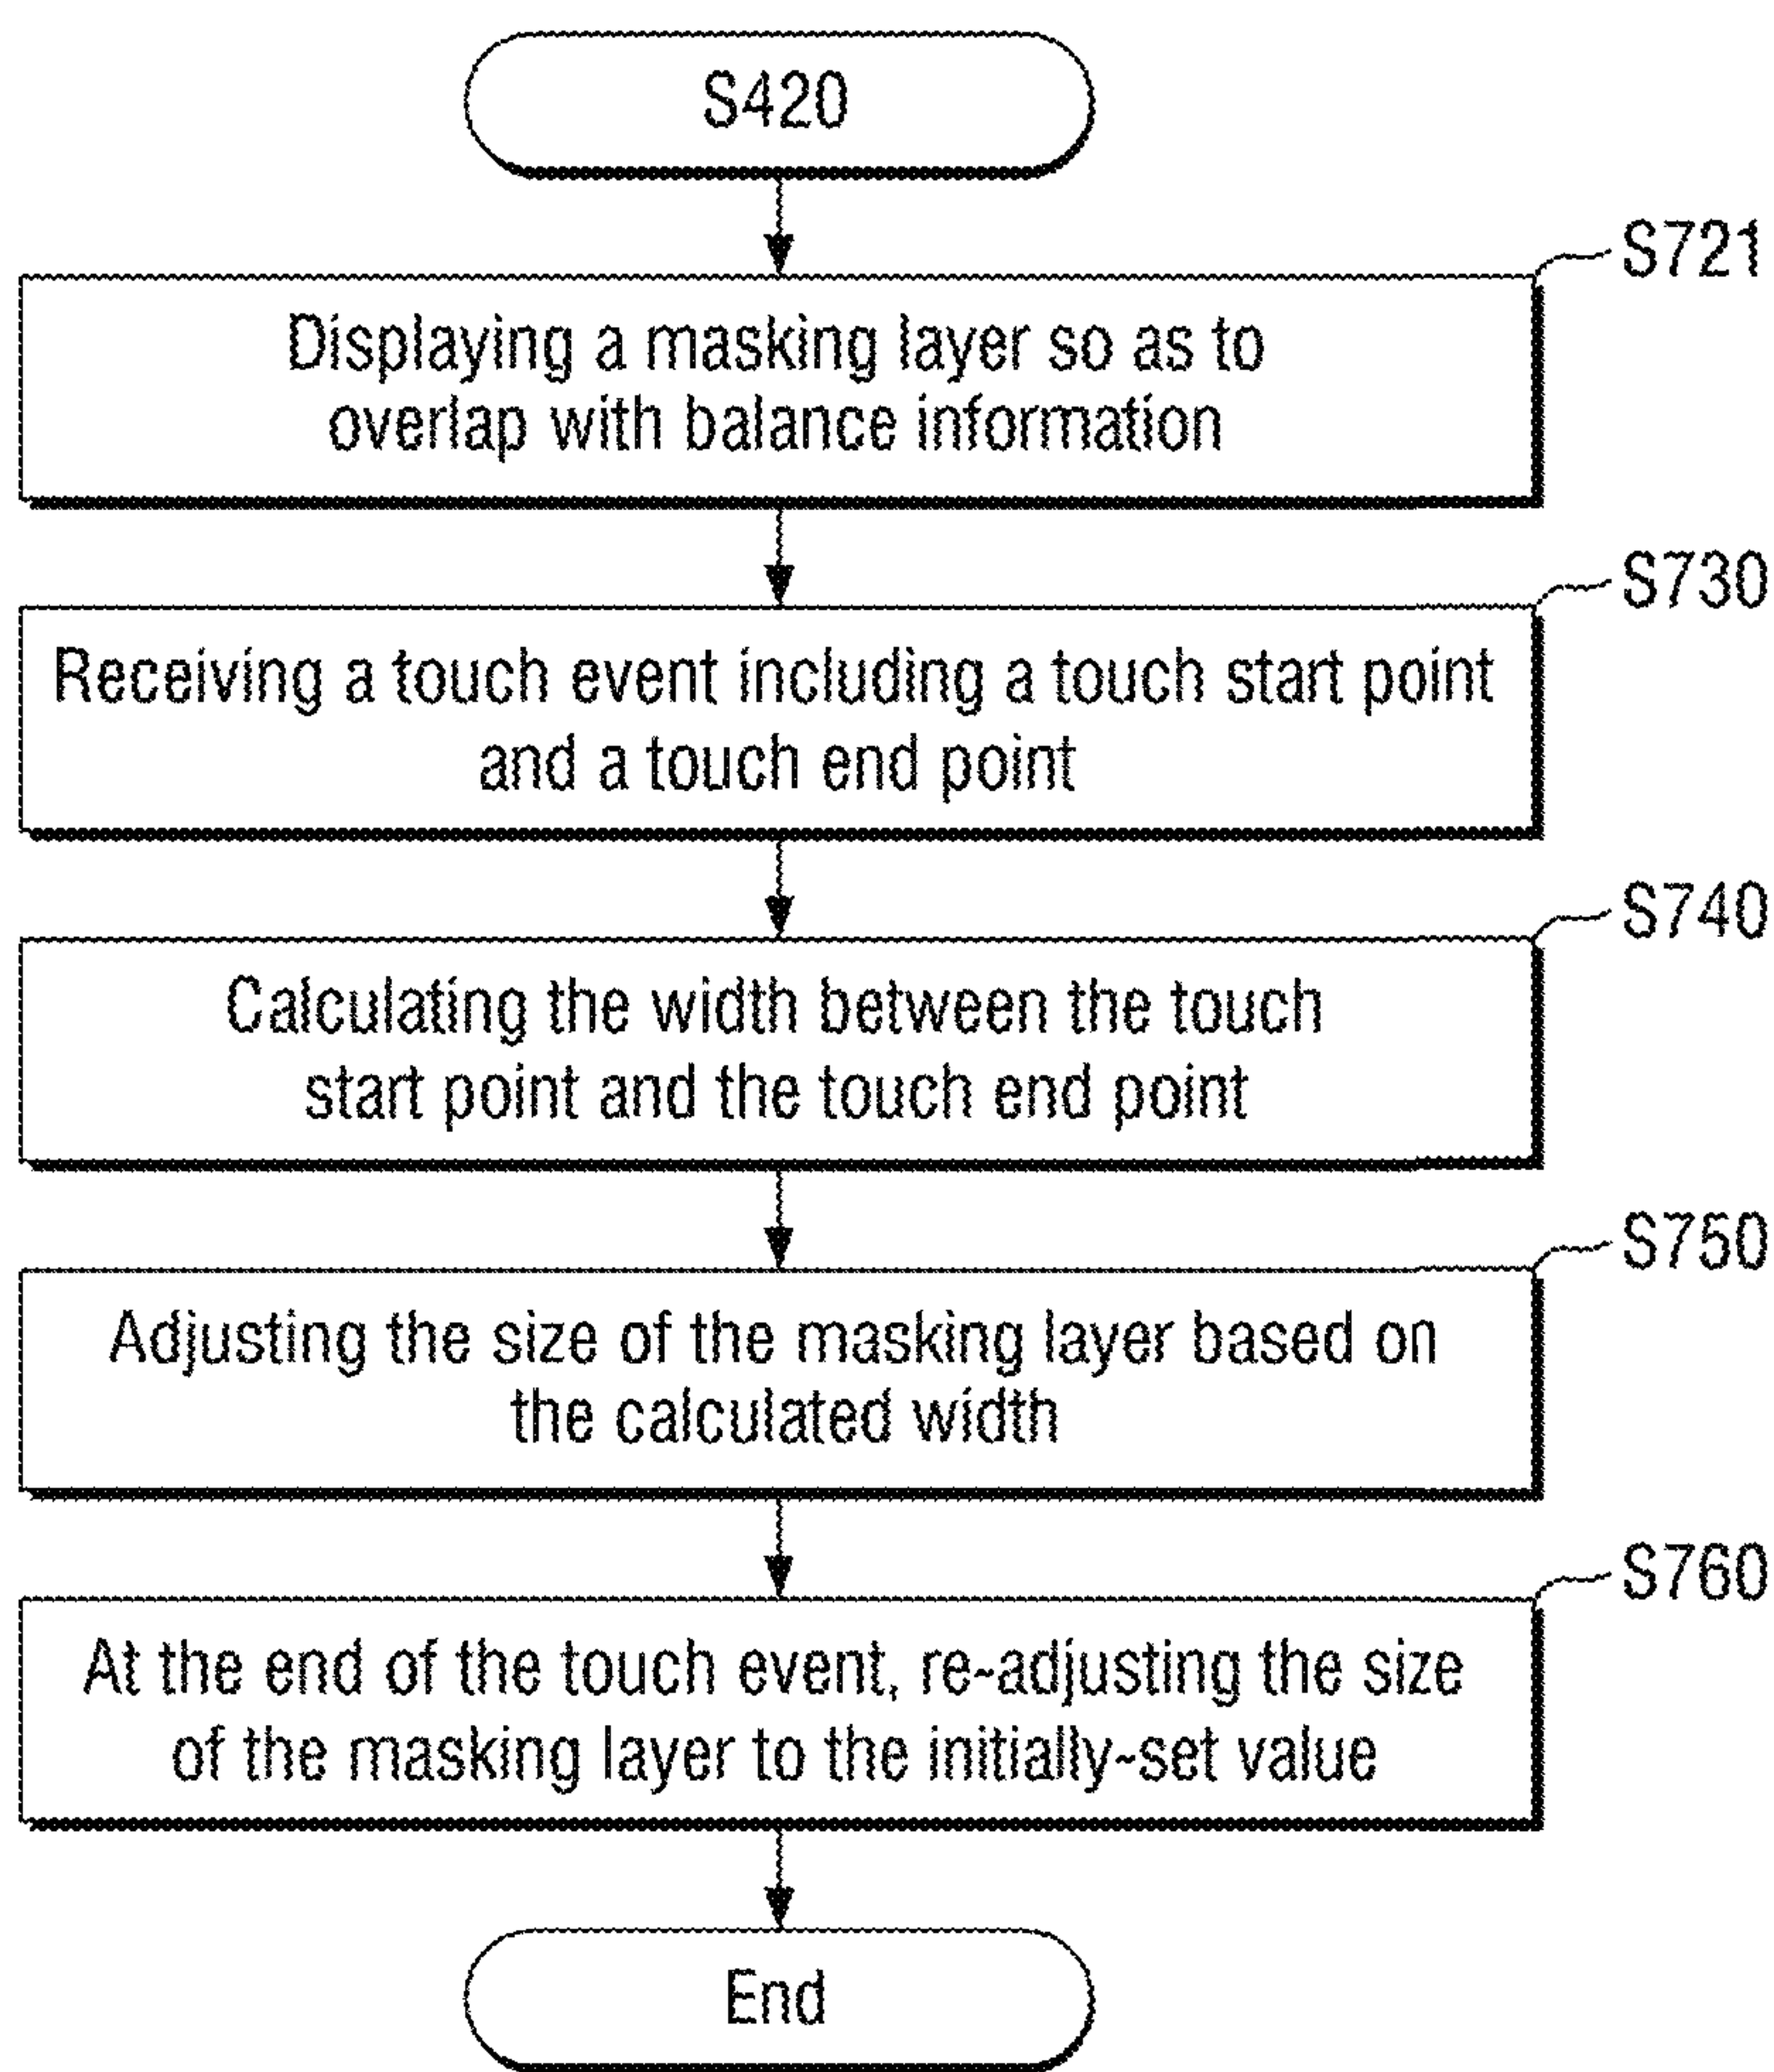 S420
S721
Displaying a masking layer so as to
overlap with balance information
S730
Receiving a touch event including a touch start point
and a touch end point
S740
Calculating the width between the touch
start point and the touch end point
S750
Adjusting the size of the masking layer based on
the calculated width
S760
At the end of the touch event, re-adjusting the size
of the masking layer to the initially-set value
End